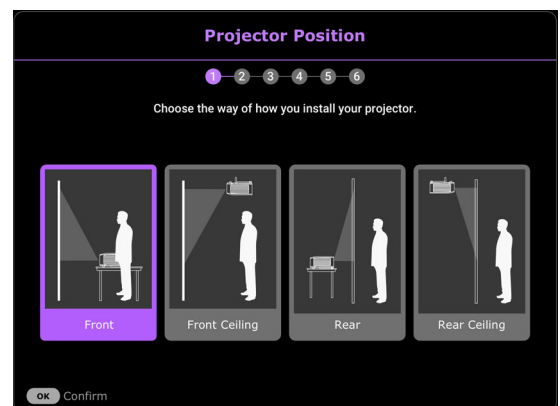 Projector Position
1 2 3 4 5 6
Choose the way of how you install your projector.
Front
Front Ceiling
Rear
Rear Ceiling
OK Confirm